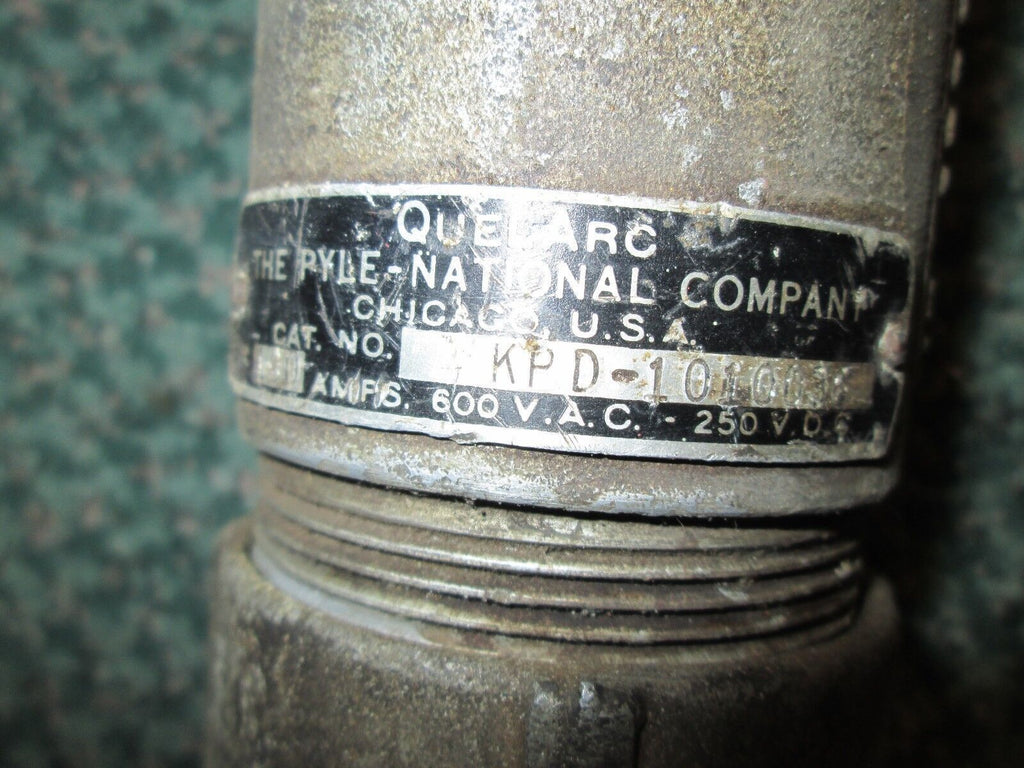 QUELARC
THE PYLE-NATIONAL COMPANY
CHICAGO, U.S.A.
CAT. NO.
AMPS. 600 V.A.C. - 250 V.D.C.